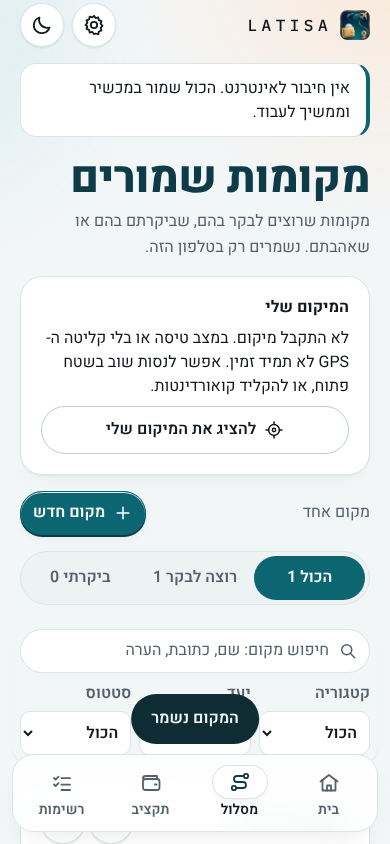 LATISA
אין חיבור לאינטרנט. הכול שמור במכשיר
וממשיך לעבוד.
מקומות שמורים
מקומות שרוצים לבקר בהם, שביקרתם בהם או
שאהבתם. נשמרים רק בטלפון הזה.
המיקום שלי
לא התקבל מיקום. במצב טיסה או בלי קליטה ה-
GPS לא תמיד זמין. אפשר לנסות שוב בשטח
פתוח, או להקליד קואורדינטות.
להציג את המיקום שלי
מקום אחד
מקום חדש
הכול 1
רוצה לבקר 1
ביקרתי 0
חיפוש מקום: שם, כתובת, הערה
קטגוריה
יעד
סטטוס
הכול
הכול
המקום נשמר
בית
מסלול
תקציב
רשימות